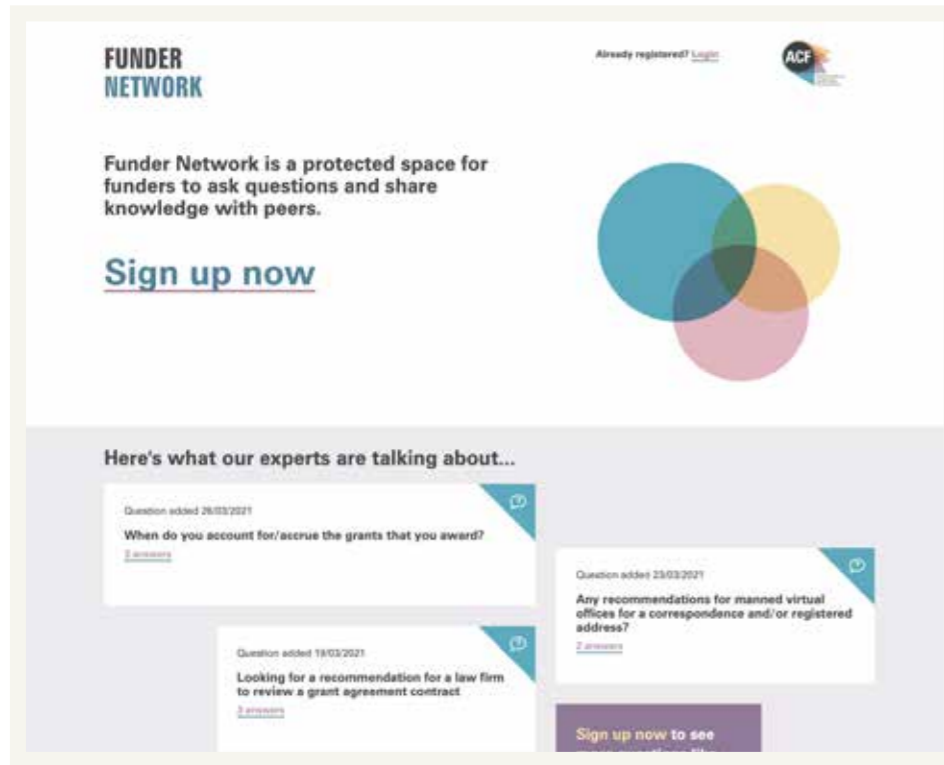 FUNDER
NETWORK
Already registered? Login
ACF
Funder Network is a protected space for
funders to ask questions and share
knowledge with peers.
Sign up now
Here's what our experts are talking about...
Question added 26/03/2021
When do you account for/accrue the grants that you award?
3 answers
Question added 23/03/2021
Any recommendations for manned virtual
offices for a correspondence and/or registered
address?
2 answers
Question added 19/03/2021
Looking for a recommendation for a law firm
to review a grant agreement contract
3 answers
Sign up now to see